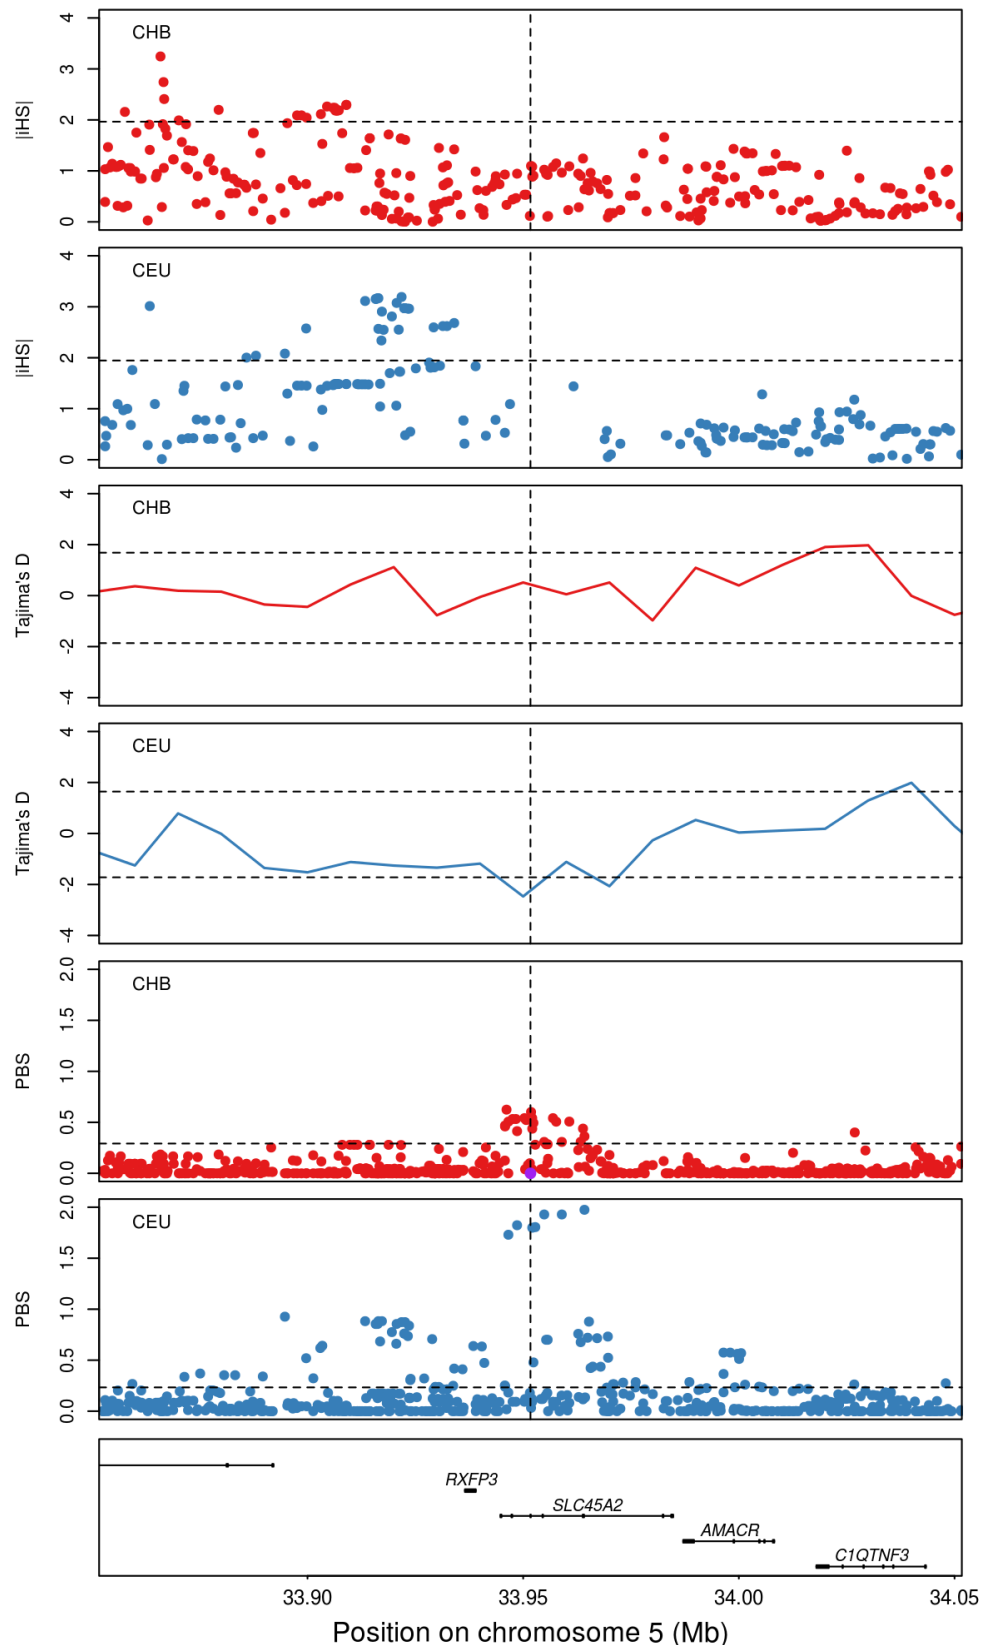 CHB
|iHS|
4
3
2
1
0
CEU
|iHS|
4
3
2
1
0
CHB
Tajima's D
4
2
0
-2
-4
CEU
Tajima's D
4
2
0
-2
-4
CHB
PBS
2.0
1.5
1.0
0.5
0.0
CEU
PBS
2.0
1.5
1.0
0.5
0.0
RXFP3
SLC45A2
AMACR
C1QTNF3
33.90 33.95 34.00 34.05
Position on chromosome 5 (Mb)